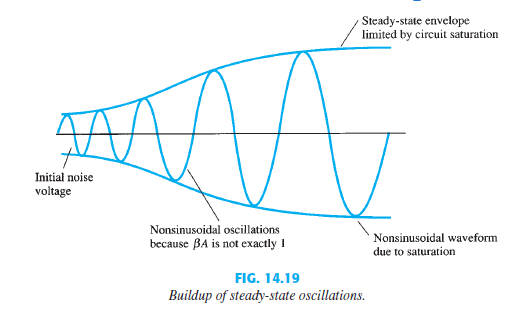 Steady-state envelope
limited by circuit saturation
Initial noise
voltage
Nonsinusoidal oscillations
because βA is not exactly 1
Nonsinusoidal waveform
due to saturation
FIG. 14.19
Buildup of steady-state oscillations.